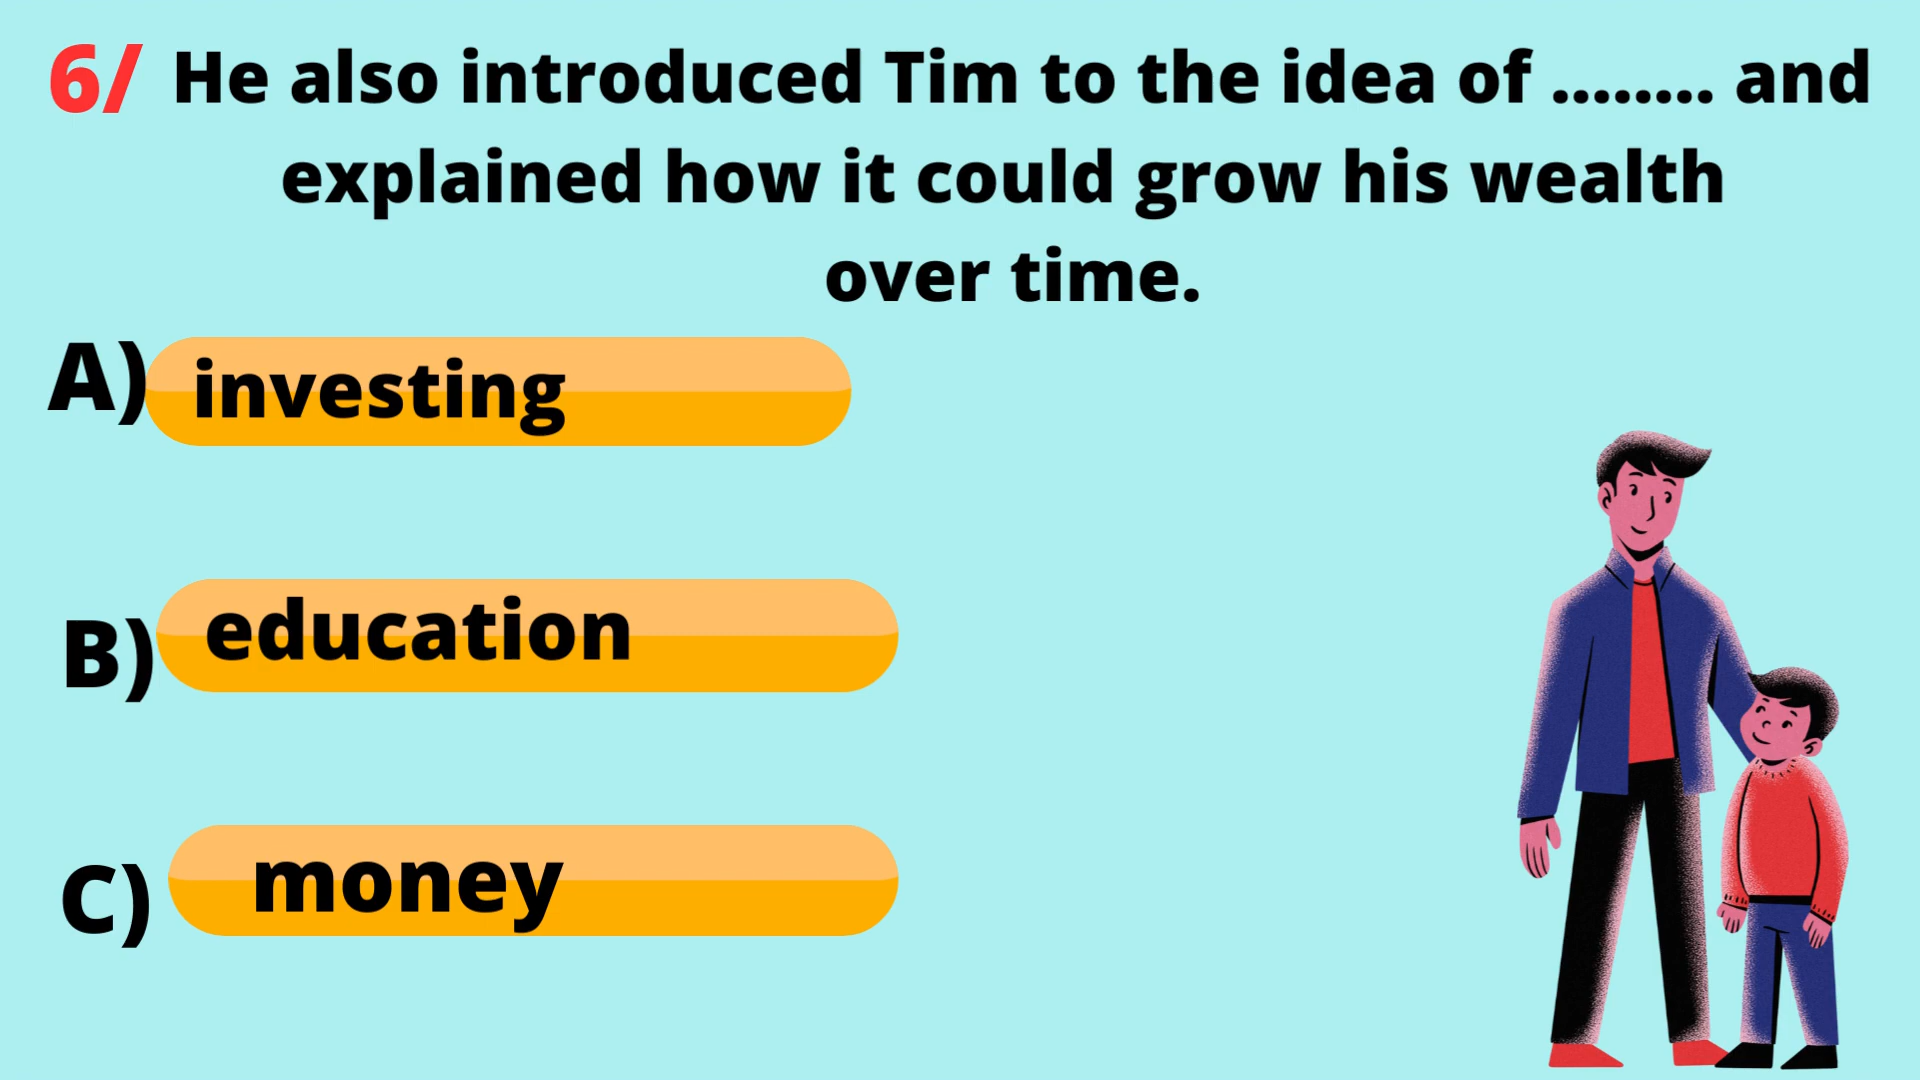 6/ He also introduced Tim to the idea of ........ and
explained how it could grow his wealth
over time.
A) investing
B) education
C) money